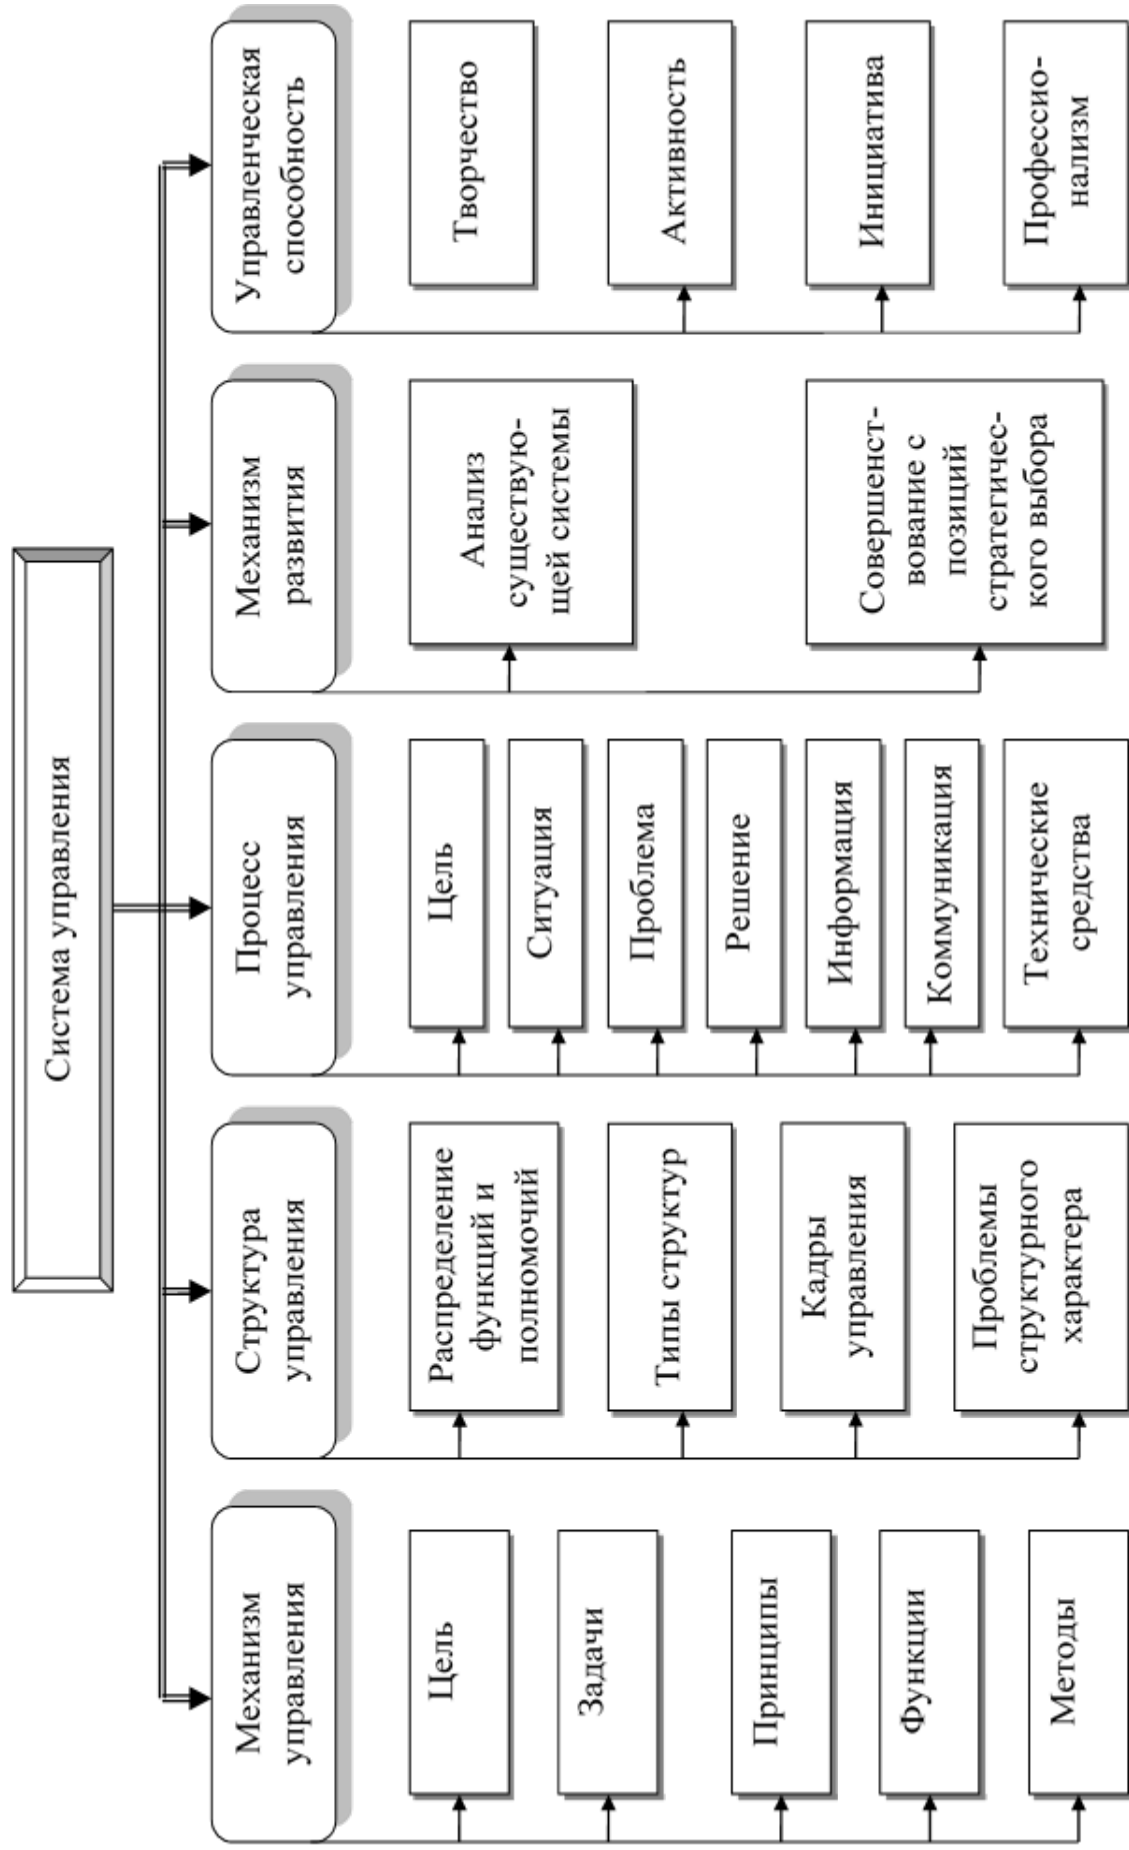 Система управления
Механизм
управления
Цель
Задачи
Принципы
Функции
Методы
Структура
управления
Распределение
функций и
полномочий
Типы структур
Кадры
управления
Проблемы
структурного
характера
Процесс
управления
Цель
Ситуация
Проблема
Решение
Информация
Коммуникация
Технические
средства
Механизм
развития
Анализ
существую-
щей системы
Совершенст-
вование с
позиций
стратегичес-
кого выбора
Управленческая
способность
Творчество
Активность
Инициатива
Профессио-
нализм